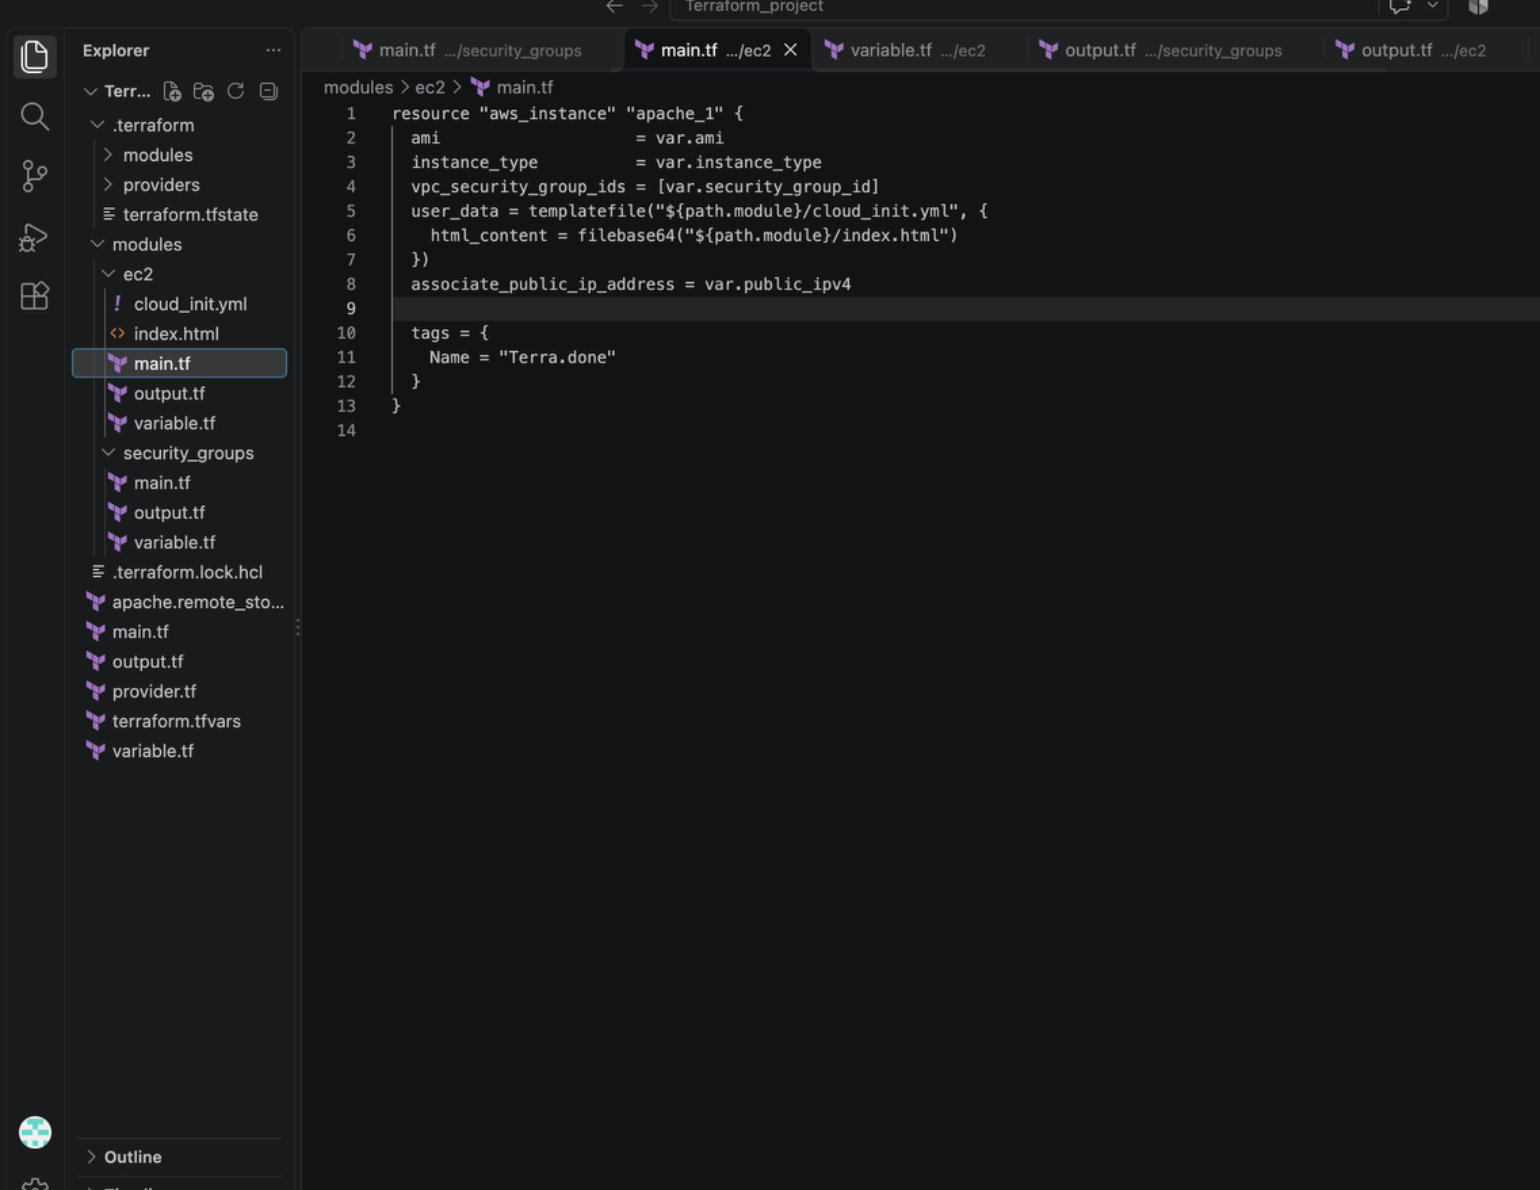 Terraform_project
Explorer
main.tf .../security_groups
main.tf .../ec2
variable.tf .../ec2
output.tf .../security_groups
output.tf .../ec2
Terr...
modules > ec2 > main.tf
.terraform
modules
providers
terraform.tfstate
modules
ec2
cloud_init.yml
index.html
main.tf
output.tf
variable.tf
security_groups
main.tf
output.tf
variable.tf
.terraform.lock.hcl
apache.remote_sto...
main.tf
output.tf
provider.tf
terraform.tfvars
variable.tf
Outline
1 resource "aws_instance" "apache_1" {
2   ami                    = var.ami
3   instance_type          = var.instance_type
4   vpc_security_group_ids = [var.security_group_id]
5   user_data = templatefile("${path.module}/cloud_init.yml", {
6     html_content = filebase64("${path.module}/index.html")
7   })
8   associate_public_ip_address = var.public_ipv4
9
10   tags = {
11     Name = "Terra.done"
12   }
13 }
14